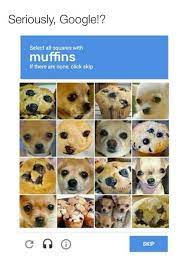 Seriously, Google!?
Select all squares with
muffins
If there are none, click skip
SKIP